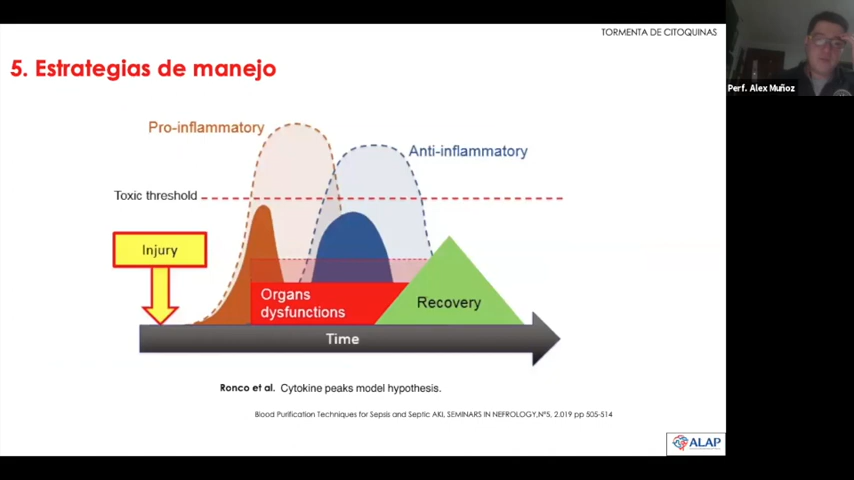 TORMENTA DE CITOQUINAS
Perf. Alex Muñoz
5. Estrategias de manejo
Pro-inflammatory
Anti-inflammatory
Toxic threshold
Injury
Organs
dysfunctions
Recovery
Time
Ronco et al. Cytokine peaks model hypothesis.
Blood Purification Techniques for Sepsis and Septic AKI, SEMINARS IN NEFROLOGY,Nº5, 2.019 pp 505-514
ALAP